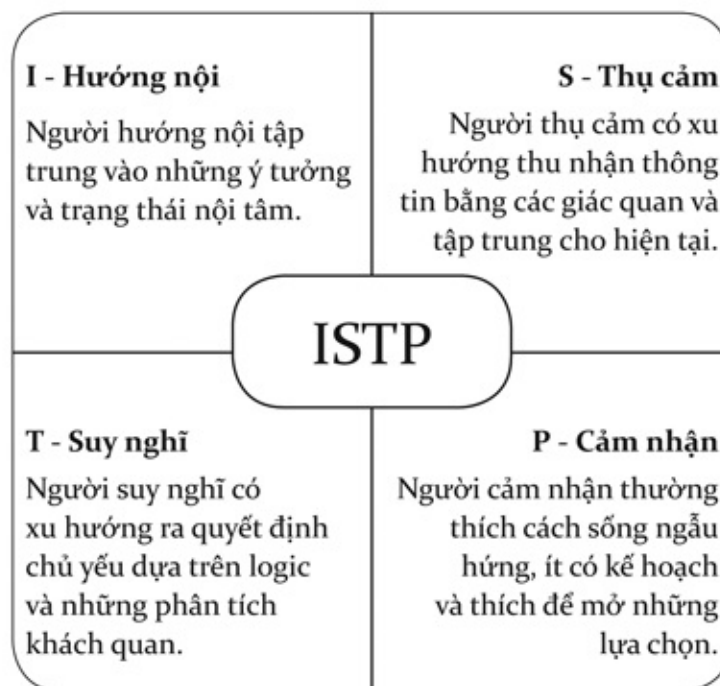 I - Hướng nội
Người hướng nội tập
trung vào những ý tưởng
và trạng thái nội tâm.
S - Thụ cảm
Người thụ cảm có xu
hướng thu nhận thông
tin bằng các giác quan và
tập trung cho hiện tại.
ISTP
T - Suy nghĩ
Người suy nghĩ có
xu hướng ra quyết định
chủ yếu dựa trên logic
và những phân tích
khách quan.
P - Cảm nhận
Người cảm nhận thường
thích cách sống ngẫu
hứng, ít có kế hoạch
và thích để mở những
lựa chọn.